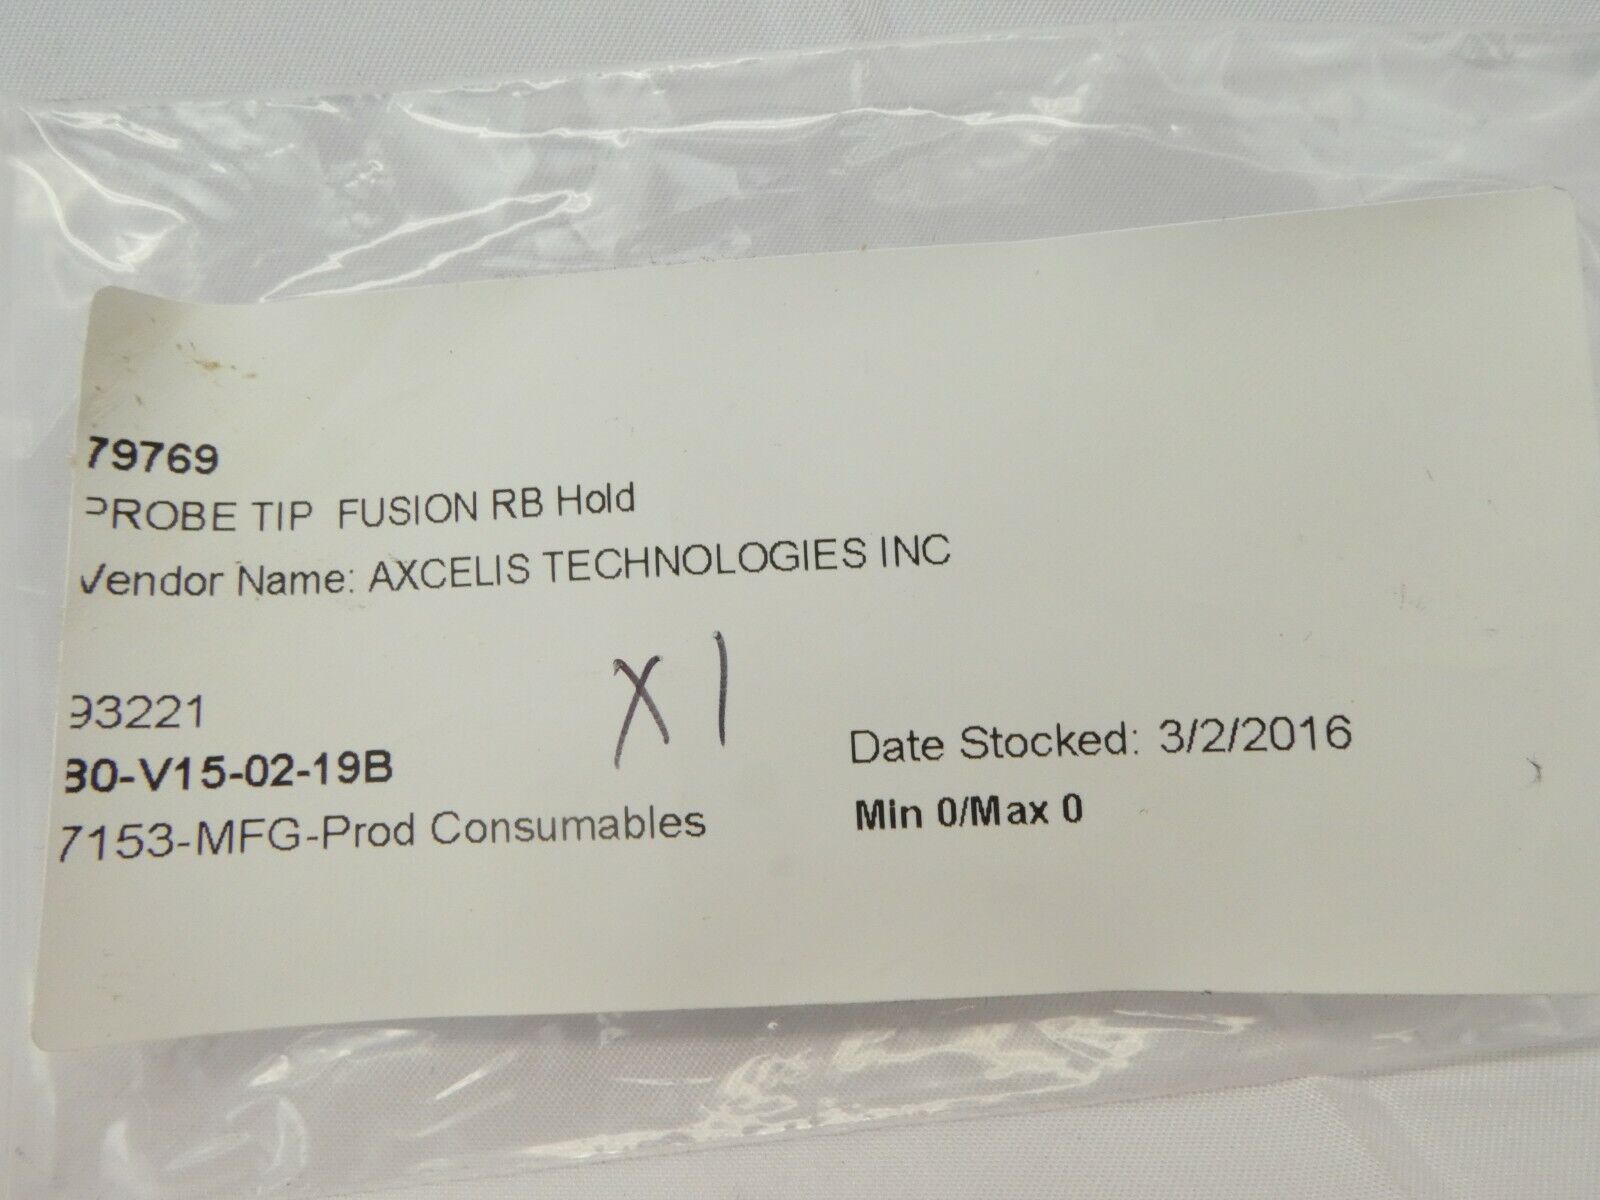 79769
PROBE TIP FUSION RB Hold
Vendor Name: AXCELIS TECHNOLOGIES INC
X1
93221
Date Stocked: 3/2/2016
30-V15-02-19B
Min 0/Max 0
7153-MFG-Prod Consumables